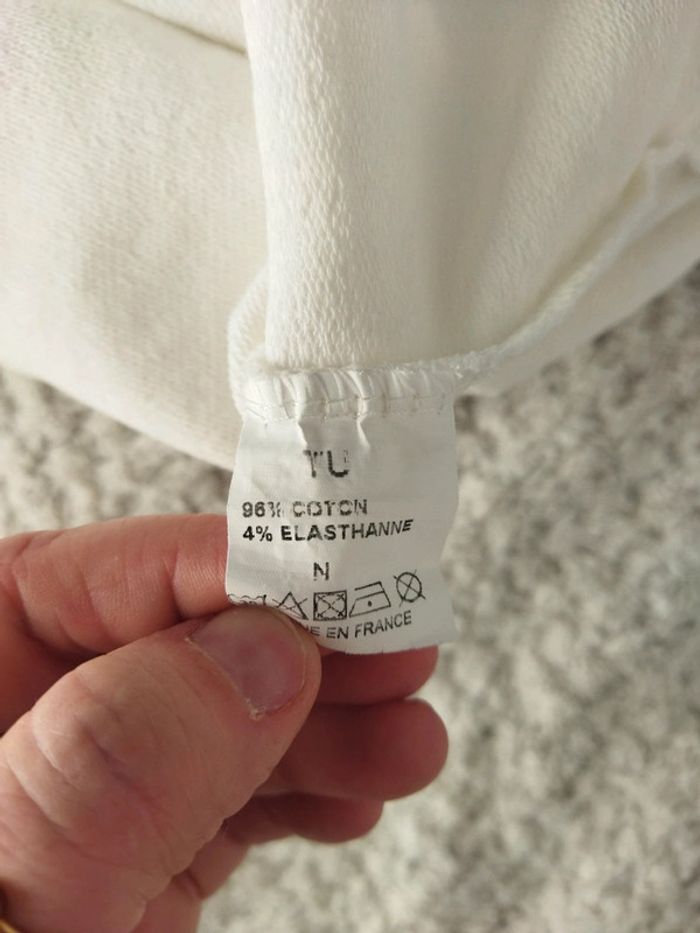 TU
96% COTON
4% ELASTHANNE
N
EN FRANCE